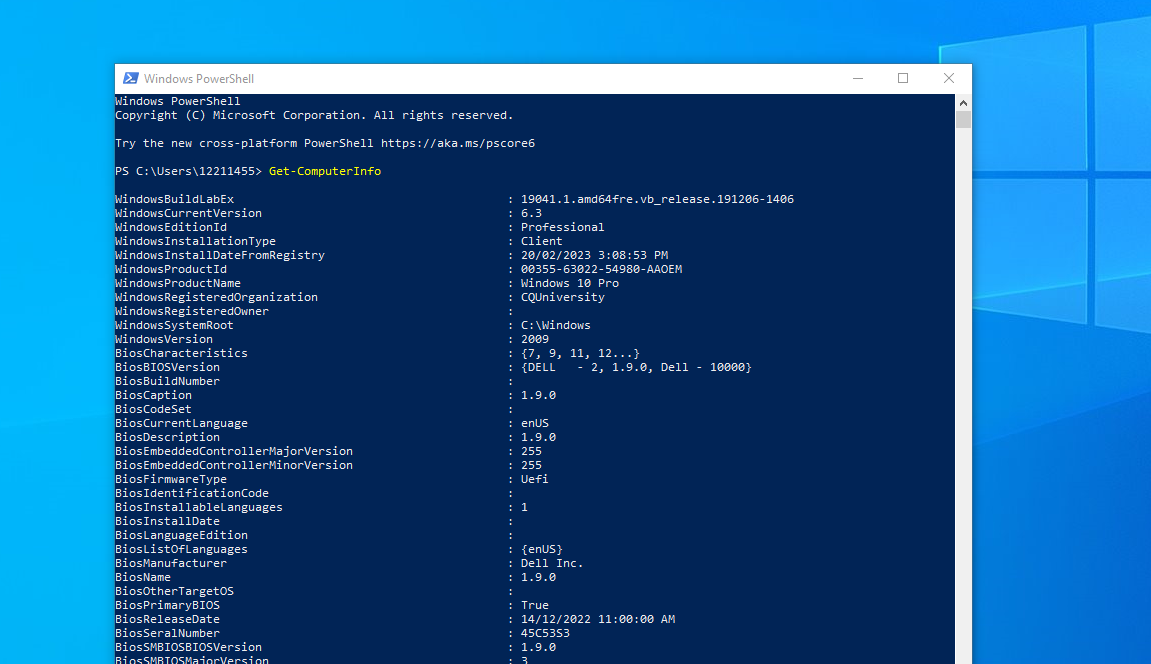 Windows PowerShell
Windows PowerShell
Copyright (C) Microsoft Corporation. All rights reserved.
Try the new cross-platform PowerShell https://aka.ms/pscore6
PS C:\Users\12211455> Get-ComputerInfo
WindowsBuildLabEx : 19041.1.amd64fre.vb_release.191206-1406
WindowsCurrentVersion : 6.3
WindowsEditionId : Professional
WindowsInstallationType : Client
WindowsInstallDateFromRegistry : 20/02/2023 3:08:53 PM
WindowsProductId : 00355-63022-54980-AAOEM
WindowsProductName : Windows 10 Pro
WindowsRegisteredOrganization : CQUniversity
WindowsRegisteredOwner :
WindowsSystemRoot : C:\Windows
WindowsVersion : 2009
BiosCharacteristics : {7, 9, 11, 12...}
BiosBIOSVersion : {DELL   - 2, 1.9.0, Dell - 10000}
BiosBuildNumber :
BiosCaption : 1.9.0
BiosCodeSet :
BiosCurrentLanguage : enUS
BiosDescription : 1.9.0
BiosEmbeddedControllerMajorVersion : 255
BiosEmbeddedControllerMinorVersion : 255
BiosFirmwareType : Uefi
BiosIdentificationCode :
BiosInstallableLanguages : 1
BiosInstallDate :
BiosLanguageEdition :
BiosListOfLanguages : {enUS}
BiosManufacturer : Dell Inc.
BiosName : 1.9.0
BiosOtherTargetOS :
BiosPrimaryBIOS : True
BiosReleaseDate : 14/12/2022 11:00:00 AM
BiosSeralNumber : 45C53S3
BiosSMBIOSBIOSVersion : 1.9.0
BiosSMBIOSMajorVersion : 3